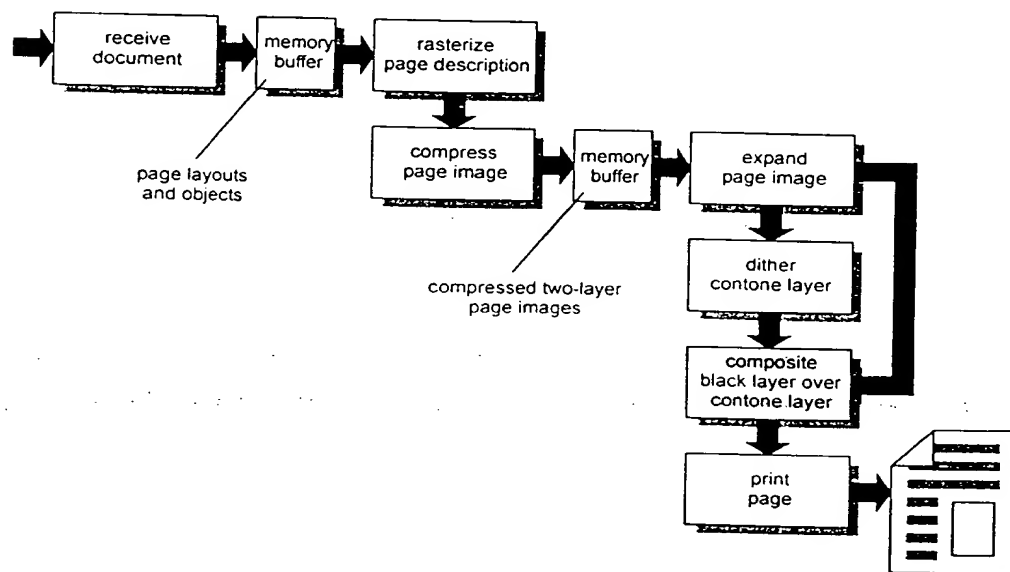 receive
document
memory
buffer
rasterize
page description
page layouts
and objects
compress
page image
memory
buffer
expand
page image
compressed two-layer
page images
dither
contone layer
composite
black layer over
contone layer
print
page